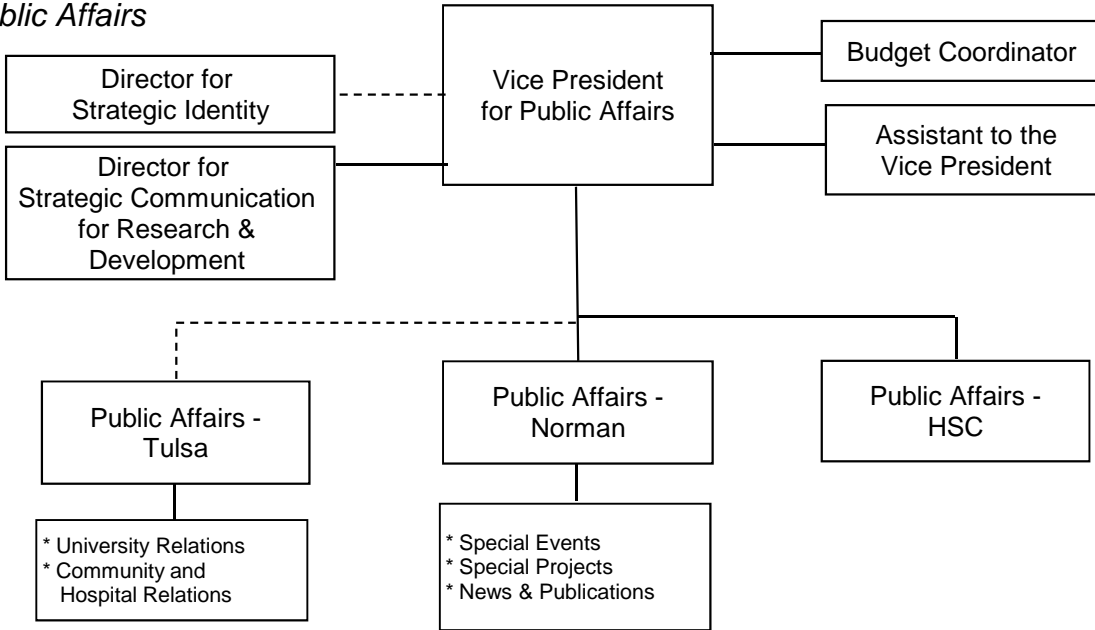 blic Affairs
Director for
Strategic Identity
Vice President
for Public Affairs
Budget Coordinator
Director for
Strategic Communication
for Research &
Development
Assistant to the
Vice President
Public Affairs -
Tulsa
Public Affairs -
Norman
Public Affairs -
HSC
* University Relations
* Community and
Hospital Relations
* Special Events
* Special Projects
* News & Publications